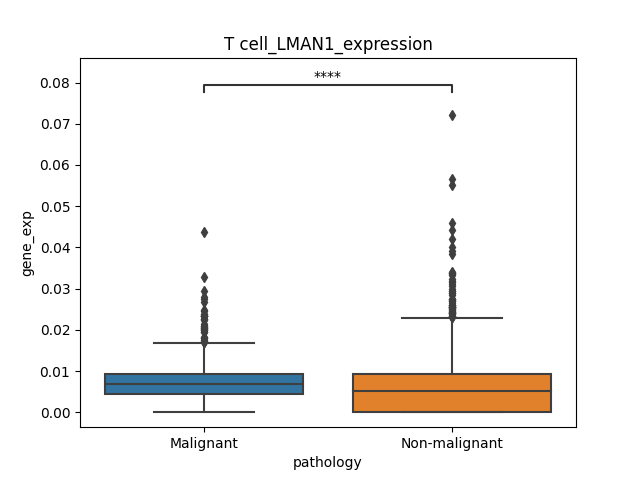 T cell_LMAN1_expression
****
0.08
0.07
0.06
0.05
0.04
0.03
0.02
0.01
0.00
gene_exp
Malignant
Non-malignant
pathology